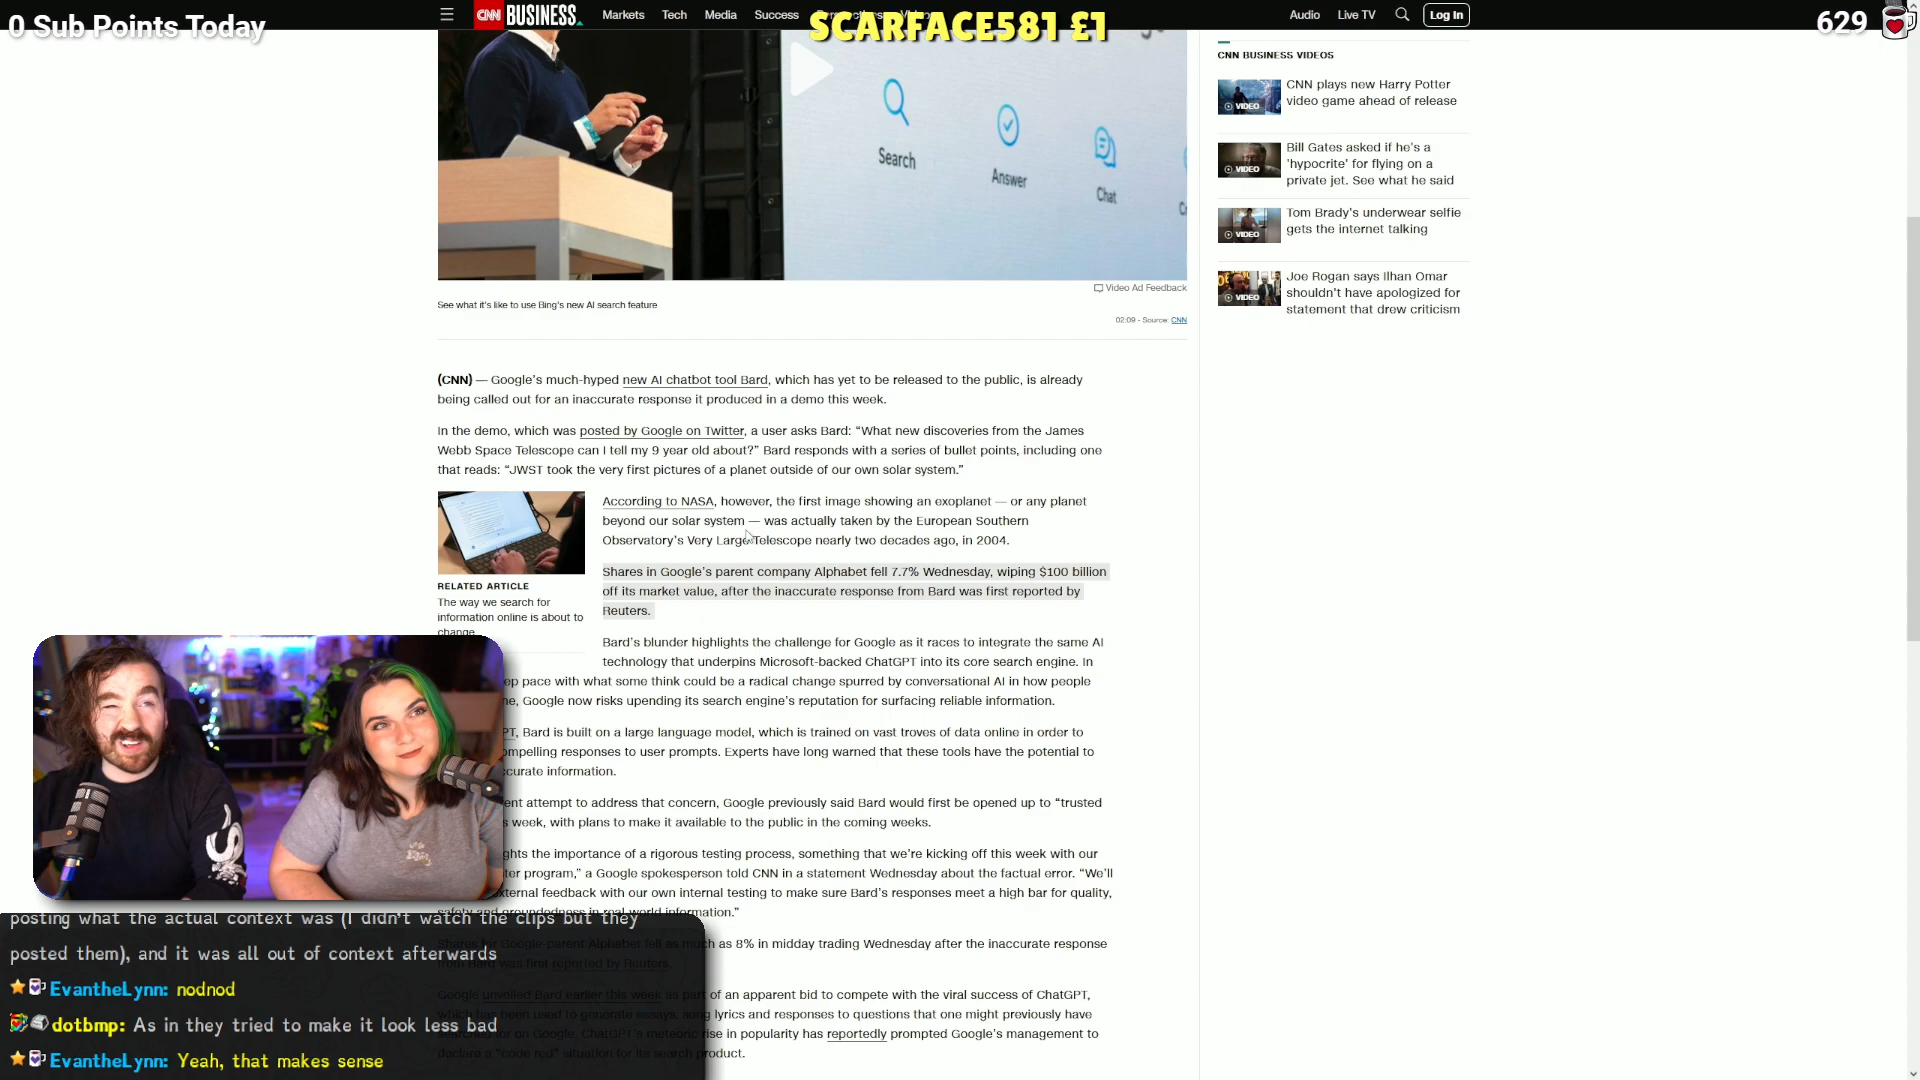 0 Sub Points Today
CNN BUSINESS Markets Tech Media Success
SCARFACE581 £1
Audio Live TV Log In
629
Search
Answer
Chat
Video Ad Feedback
See what it's like to use Bing's new AI search feature
02:09 - Source: CNN
CNN BUSINESS VIDEOS
VIDEO
CNN plays new Harry Potter
video game ahead of release
VIDEO
Bill Gates asked if he's a
'hypocrite' for flying on a
private jet. See what he said
VIDEO
Tom Brady's underwear selfie
gets the internet talking
VIDEO
Joe Rogan says Ilhan Omar
shouldn't have apologized for
statement that drew criticism
(CNN) — Google's much-hyped new AI chatbot tool Bard, which has yet to be released to the public, is already
being called out for an inaccurate response it produced in a demo this week.
In the demo, which was posted by Google on Twitter, a user asks Bard: “What new discoveries from the James
Webb Space Telescope can I tell my 9 year old about?” Bard responds with a series of bullet points, including one
that reads: “JWST took the very first pictures of a planet outside of our own solar system.”
According to NASA, however, the first image showing an exoplanet — or any planet
beyond our solar system — was actually taken by the European Southern
Observatory's Very Large Telescope nearly two decades ago, in 2004.
RELATED ARTICLE
The way we search for
information online is about to
change
Shares in Google's parent company Alphabet fell 7.7% Wednesday, wiping $100 billion
off its market value, after the inaccurate response from Bard was first reported by
Reuters.
Bard's blunder highlights the challenge for Google as it races to integrate the same AI
technology that underpins Microsoft-backed ChatGPT into its core search engine. In
pace with what some think could be a radical change spurred by conversational AI in how people
Google now risks upending its search engine's reputation for surfacing reliable information.
Bard is built on a large language model, which is trained on vast troves of data online in order to
responses to user prompts. Experts have long warned that these tools have the potential to
information.
attempt to address that concern, Google previously said Bard would first be opened up to “trusted
week, with plans to make it available to the public in the coming weeks.
the importance of a rigorous testing process, something that we're kicking off this week with our
program,” a Google spokesperson told CNN in a statement Wednesday about the factual error. “We'll
feedback with our own internal testing to make sure Bard's responses meet a high bar for quality,
safety and groundedness in real-world information.”
Shares for Google-parent Alphabet fell as much as 8% in midday trading Wednesday after the inaccurate response
from Bard was first reported by Reuters.
Google unveiled Bard earlier this week as part of an apparent bid to compete with the viral success of ChatGPT,
which has been used to generate essays, song lyrics and responses to questions that one might previously have
searched for on Google. ChatGPT's meteoric rise in popularity has reportedly prompted Google's management to
declare a “code red” situation for its search product.
posting what the actual context was (I didn't watch the clips but they
posted them), and it was all out of context afterwards
EvantheLynn: nodnod
dotbmp: As in they tried to make it look less bad
EvantheLynn: Yeah, that makes sense